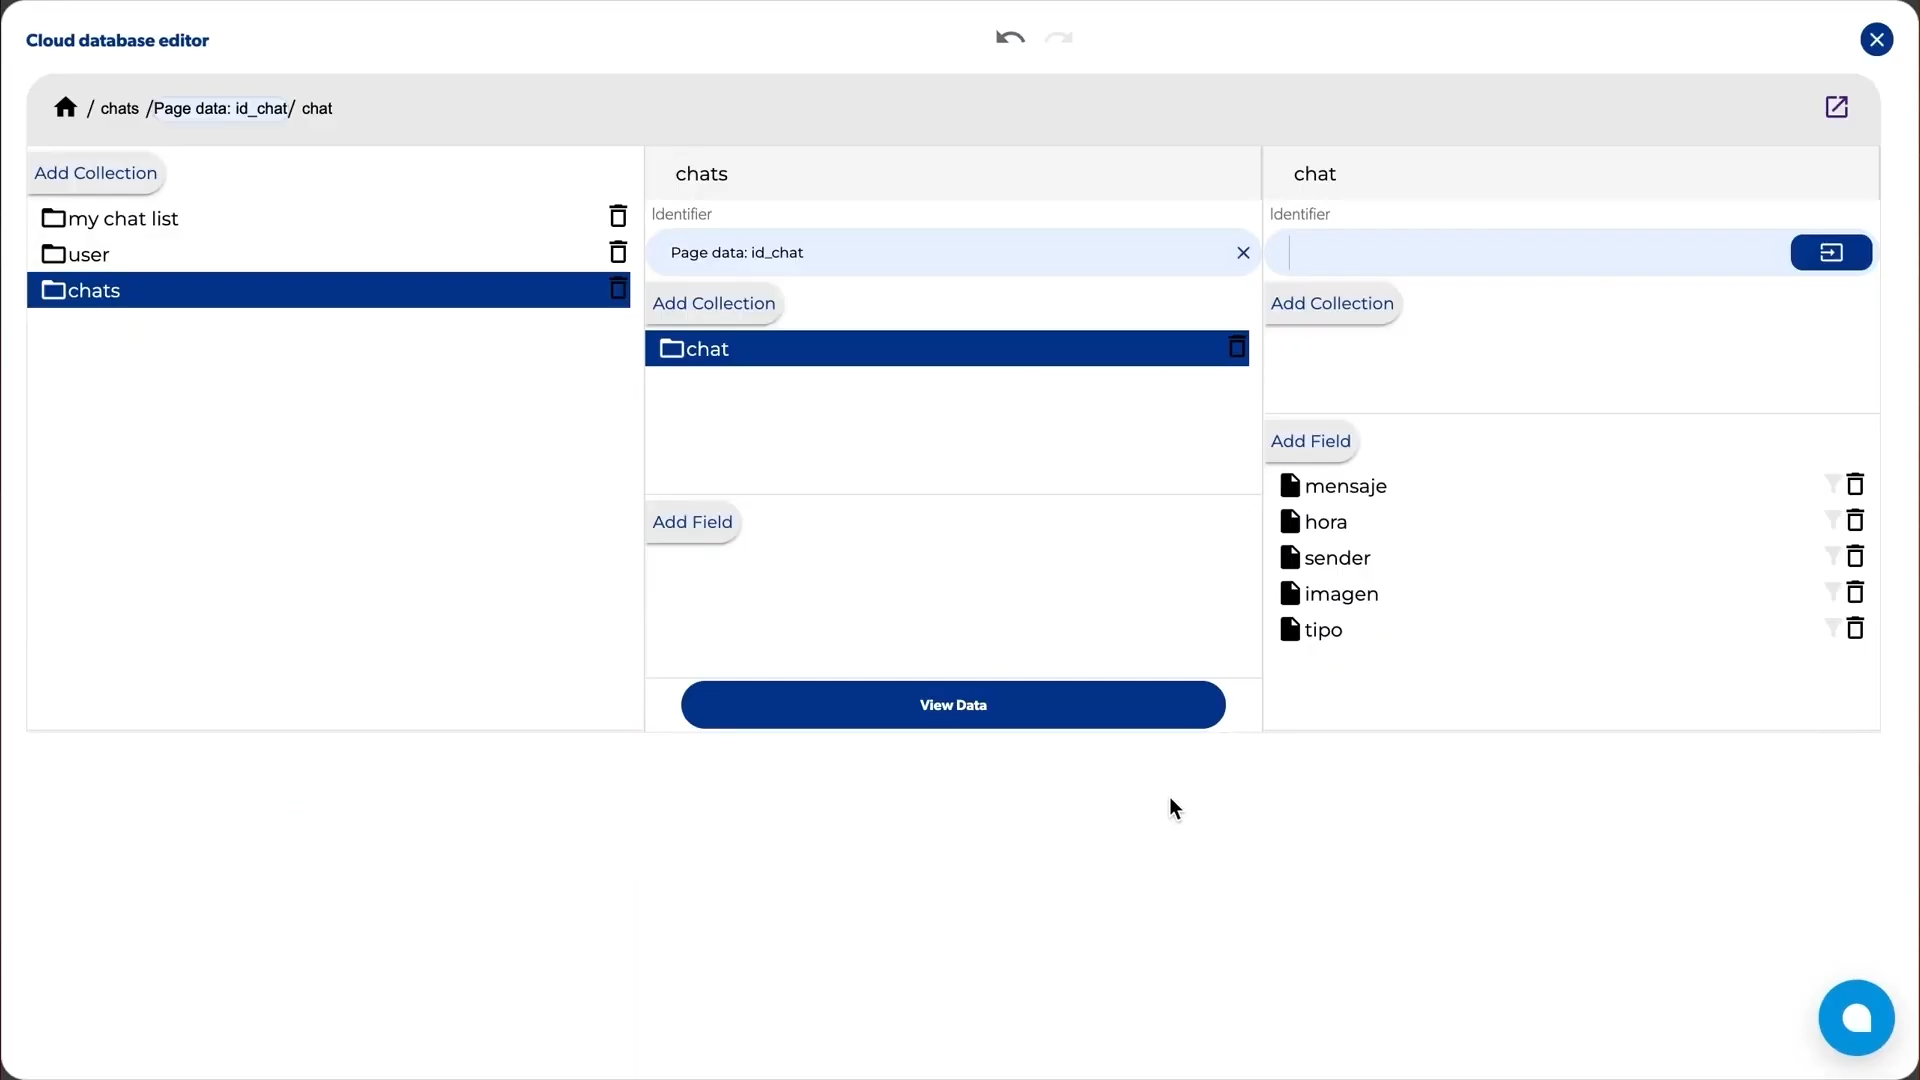 Cloud database editor
/ chats /Page data: id_chat/ chat
Add Collection
my chat list
user
chats
chats
Identifier
Page data: id_chat
Add Collection
chat
Add Field
View Data
chat
Identifier
Add Collection
Add Field
mensaje
hora
sender
imagen
tipo